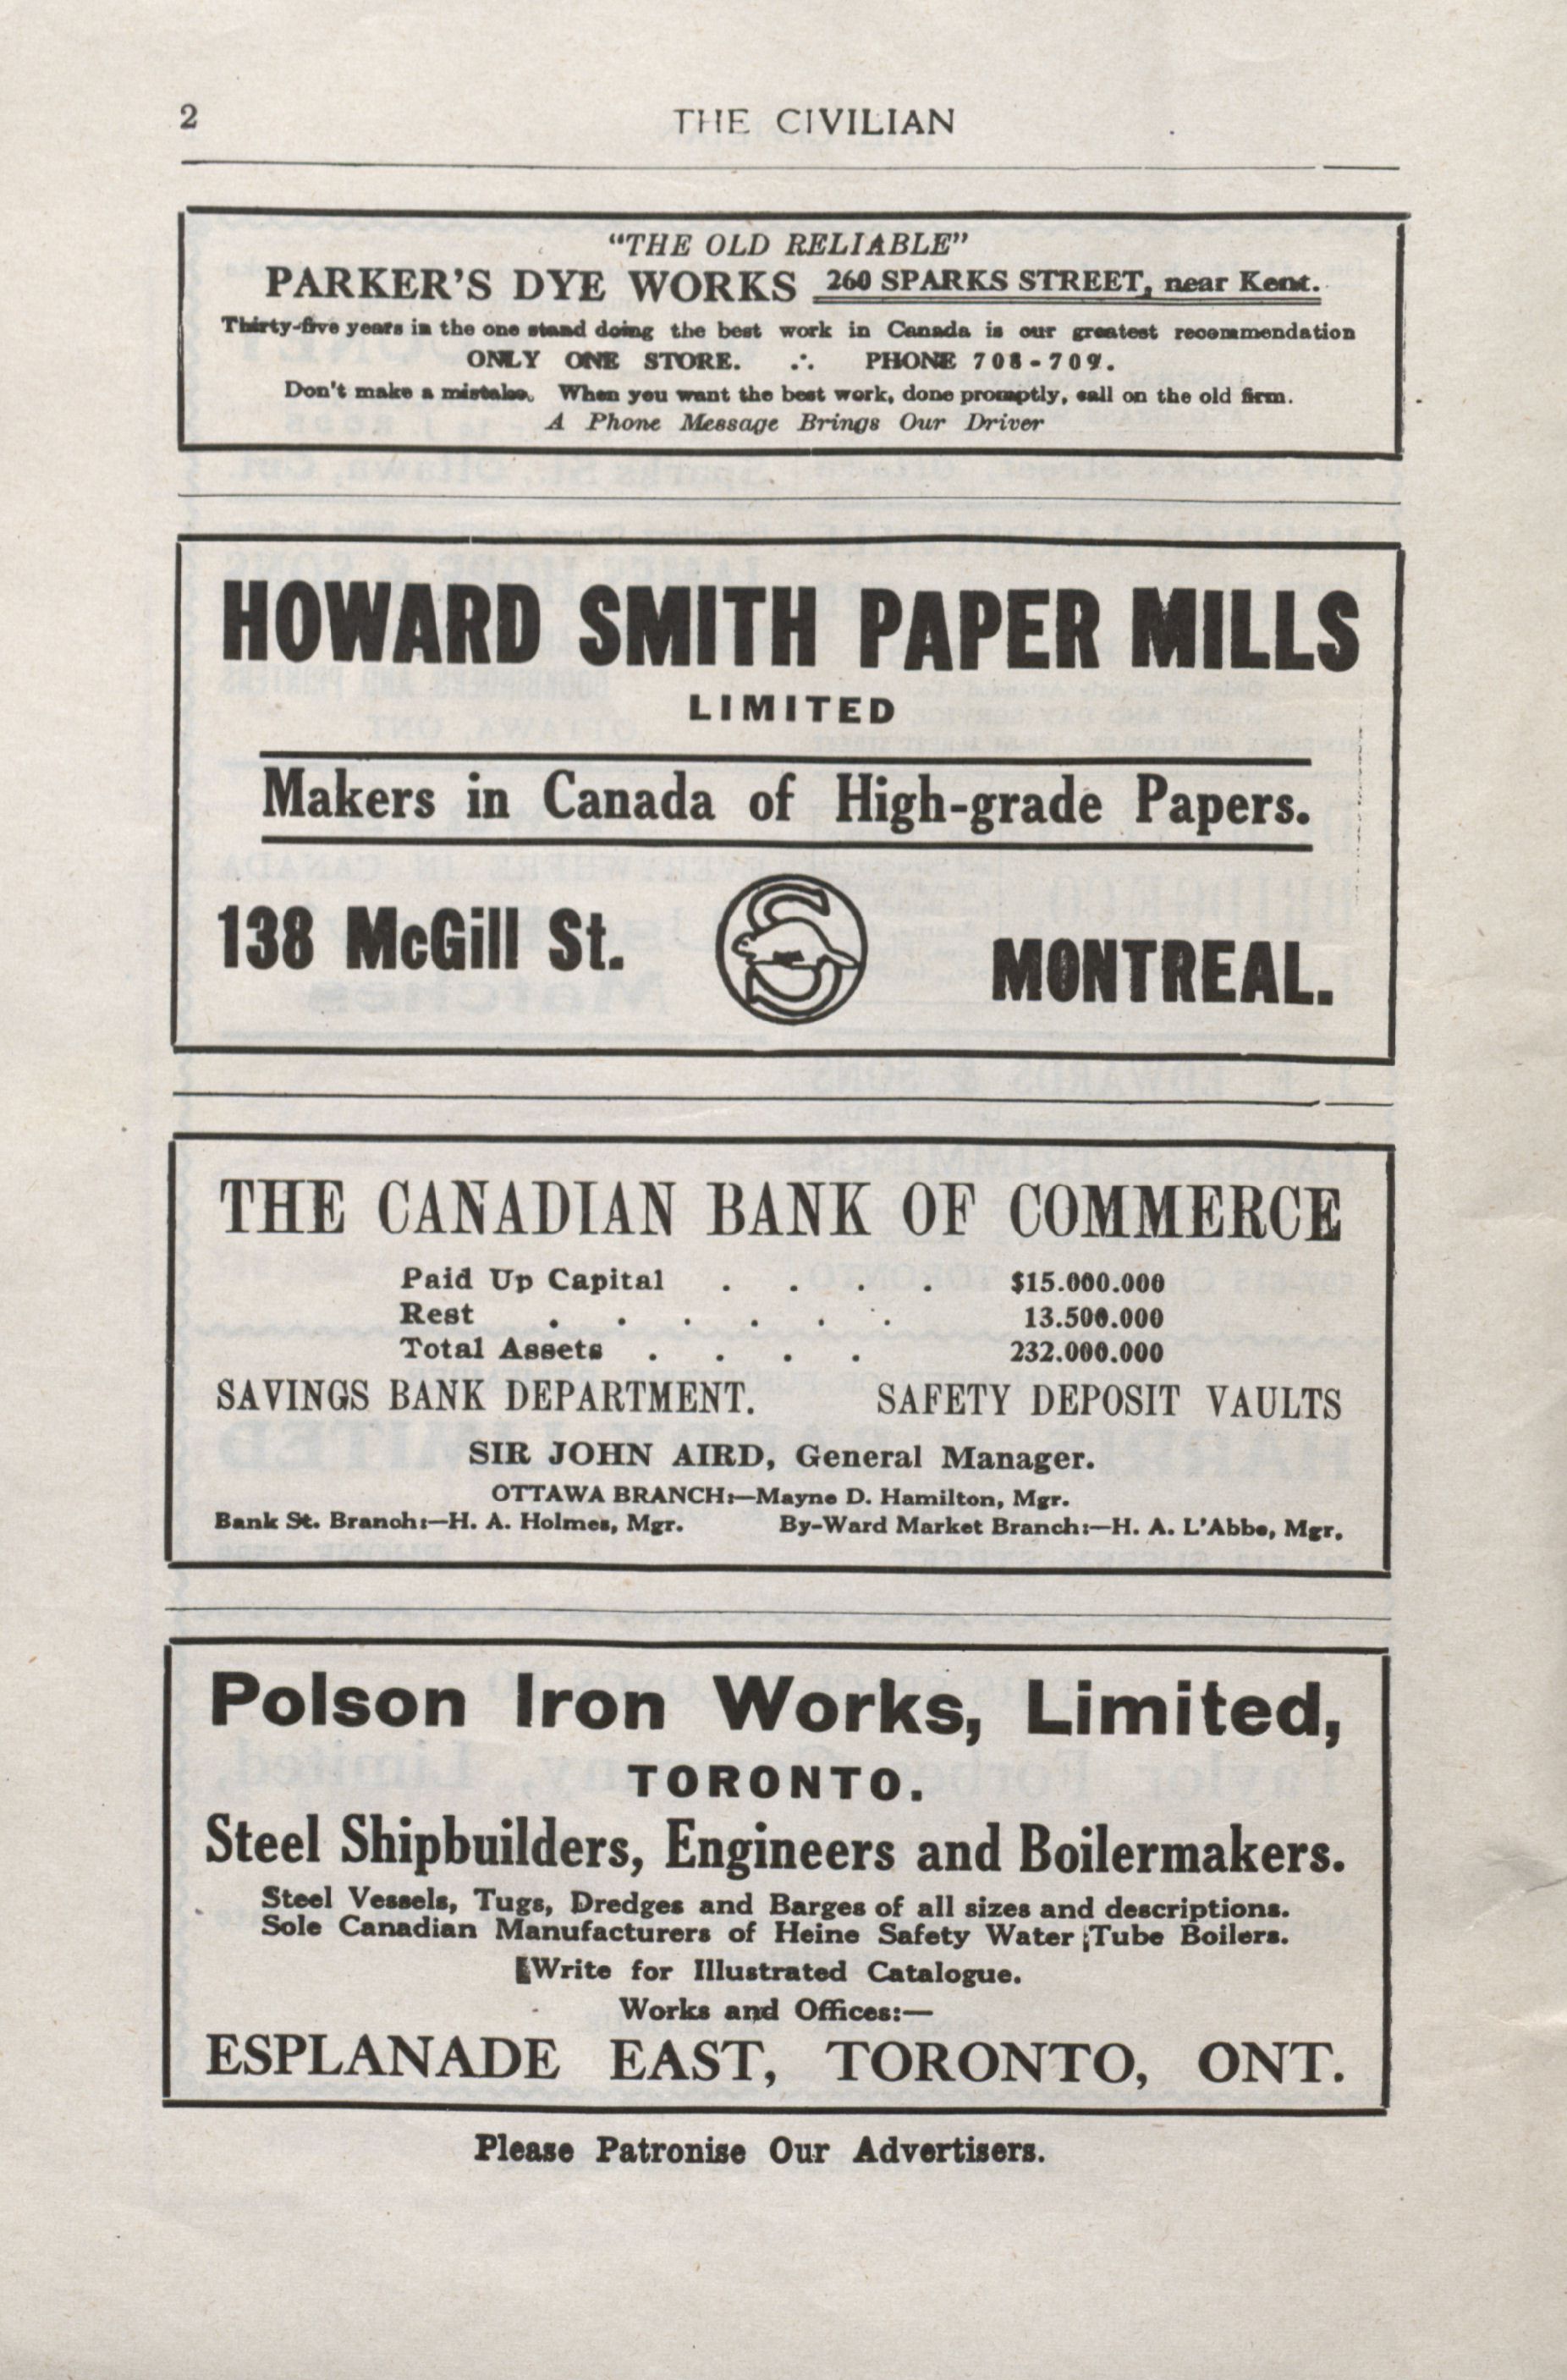 2
THE CIVILIAN
"THE OLD RELIABLE"
PARKER'S DYE WORKS 260 SPARKS STREET, near Kent.
Thirty-five years in the one stand doing the best work in Canada is our greatest recommendation
ONLY ONE STORE. ∴ PHONE 708-709.
Don't make a mistake. When you want the best work, done promptly, call on the old firm.
A Phone Message Brings Our Driver
HOWARD SMITH PAPER MILLS
LIMITED
Makers in Canada of High-grade Papers.
138 McGill St. MONTREAL.
THE CANADIAN BANK OF COMMERCE
Paid Up Capital . . . . $15.000.000
Rest . . . . . . 13.500.000
Total Assets . . . . 232.000.000
SAVINGS BANK DEPARTMENT. SAFETY DEPOSIT VAULTS
SIR JOHN AIRD, General Manager.
OTTAWA BRANCH:—Mayne D. Hamilton, Mgr.
Bank St. Branch:—H. A. Holmes, Mgr. By-Ward Market Branch:—H. A. L'Abbe, Mgr.
Polson Iron Works, Limited,
TORONTO.
Steel Shipbuilders, Engineers and Boilermakers.
Steel Vessels, Tugs, Dredges and Barges of all sizes and descriptions.
Sole Canadian Manufacturers of Heine Safety Water Tube Boilers.
Write for Illustrated Catalogue.
Works and Offices:—
ESPLANADE EAST, TORONTO, ONT.
Please Patronise Our Advertisers.